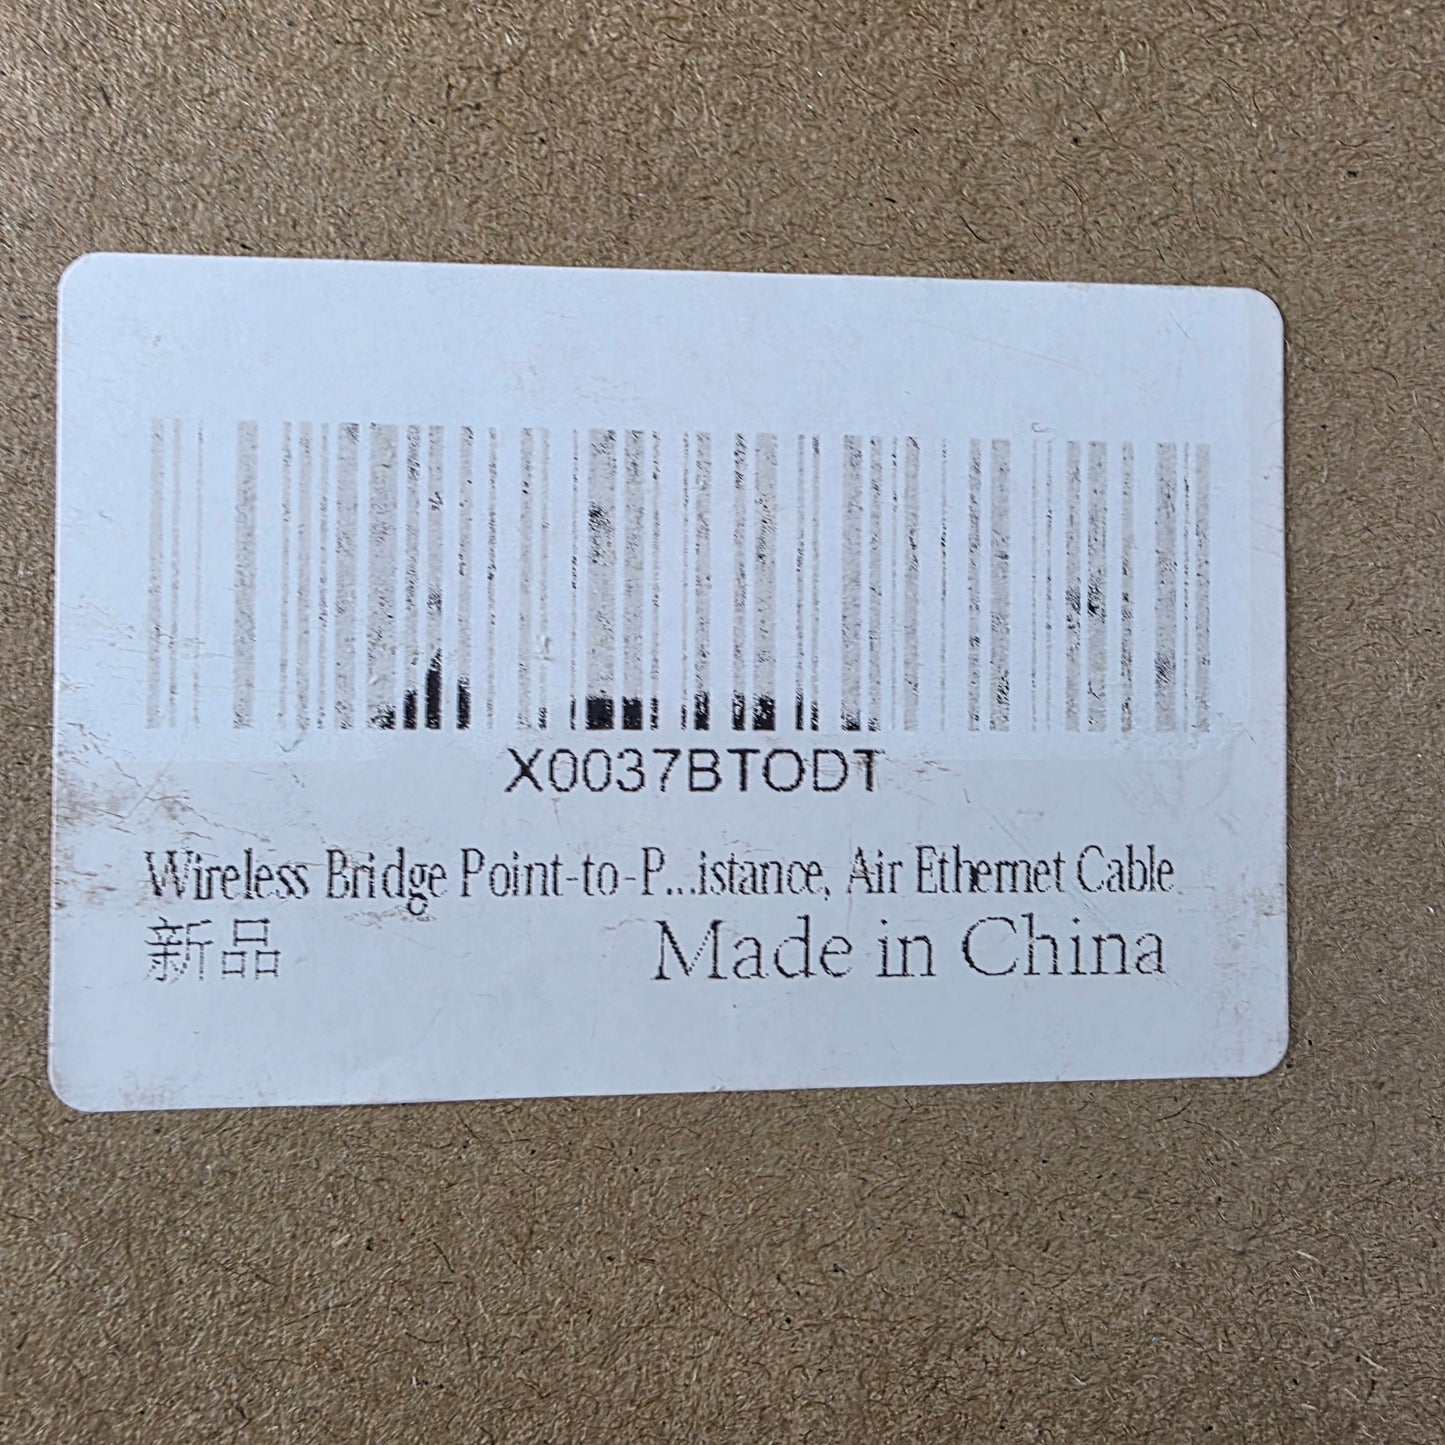 X0037BTODT
Wireless Bridge Point-to-P...istance, Air Ethernet Cable
新品
Made in China